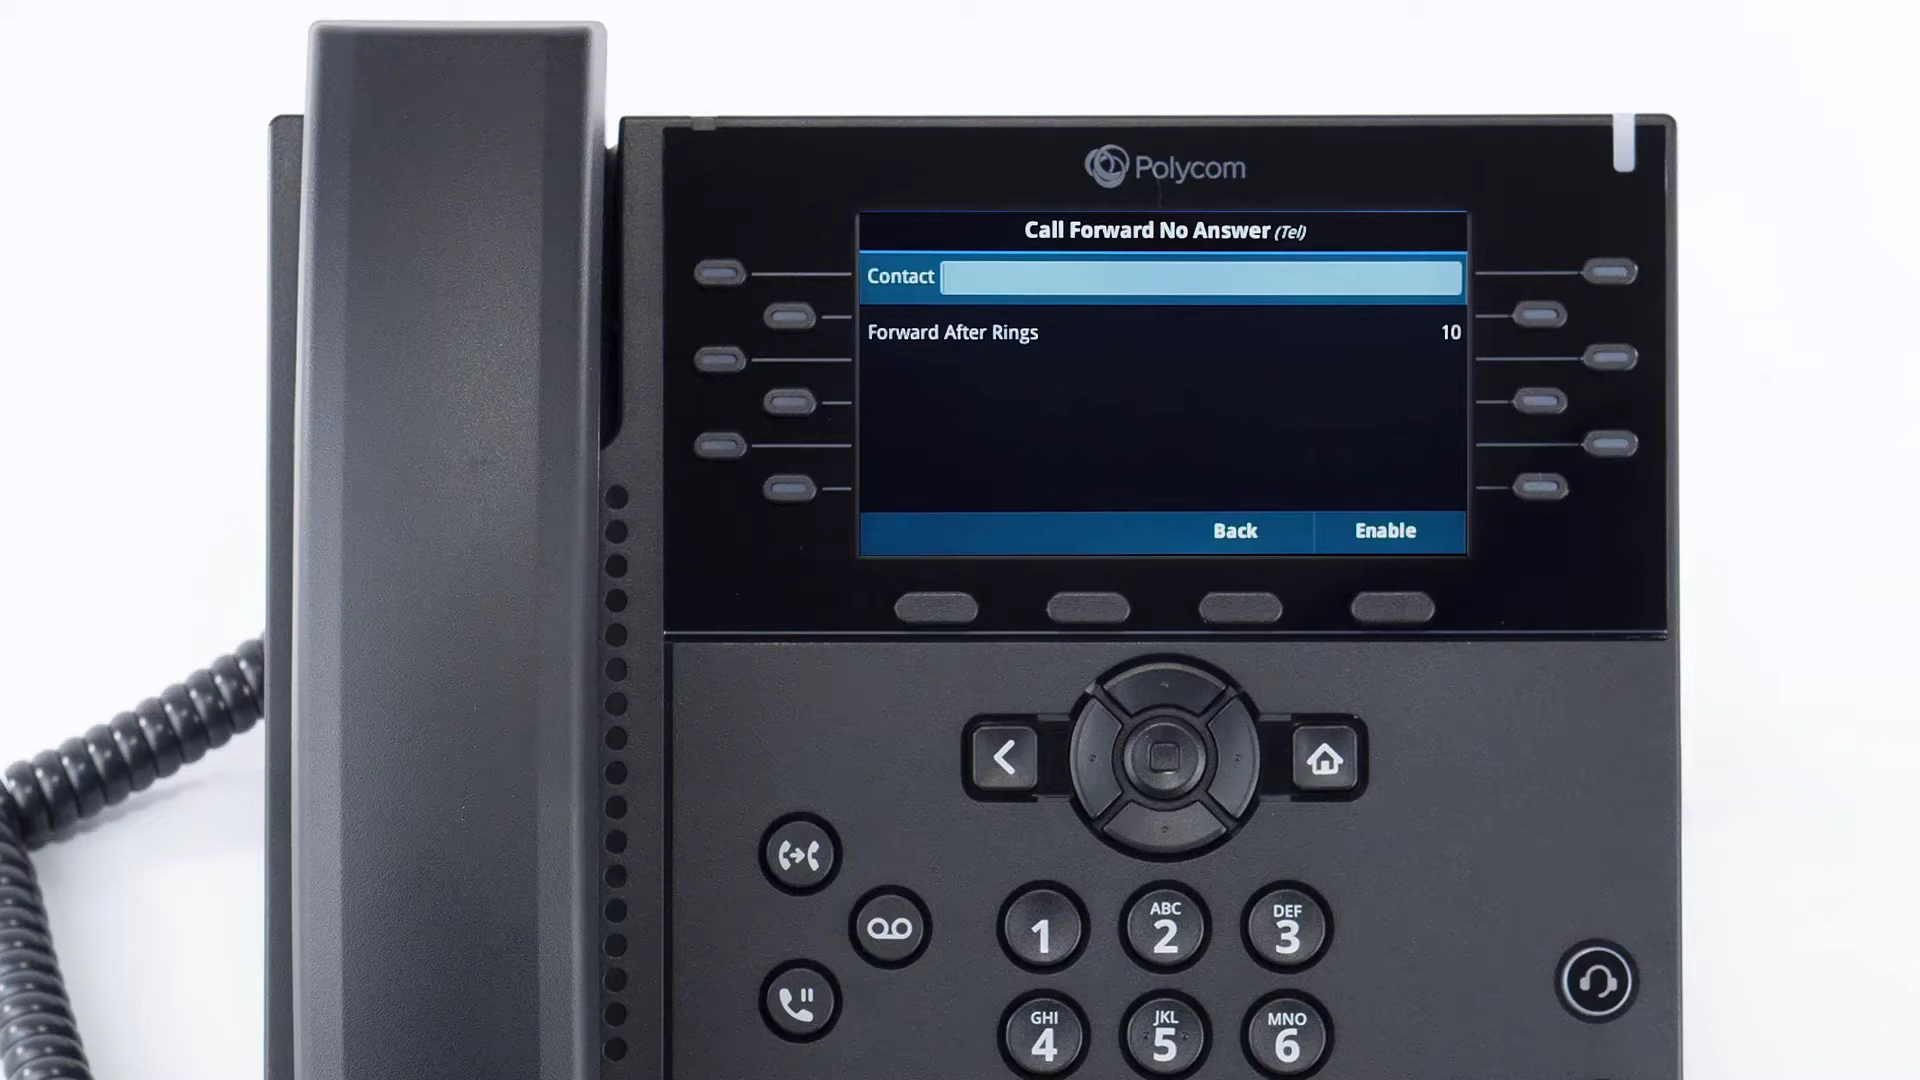 Polycom
Call Forward No Answer (Tel)
Contact
Forward After Rings 10
Back Enable
1 ABC 2 DEF 3
GHI 4 JKL 5 MNO 6